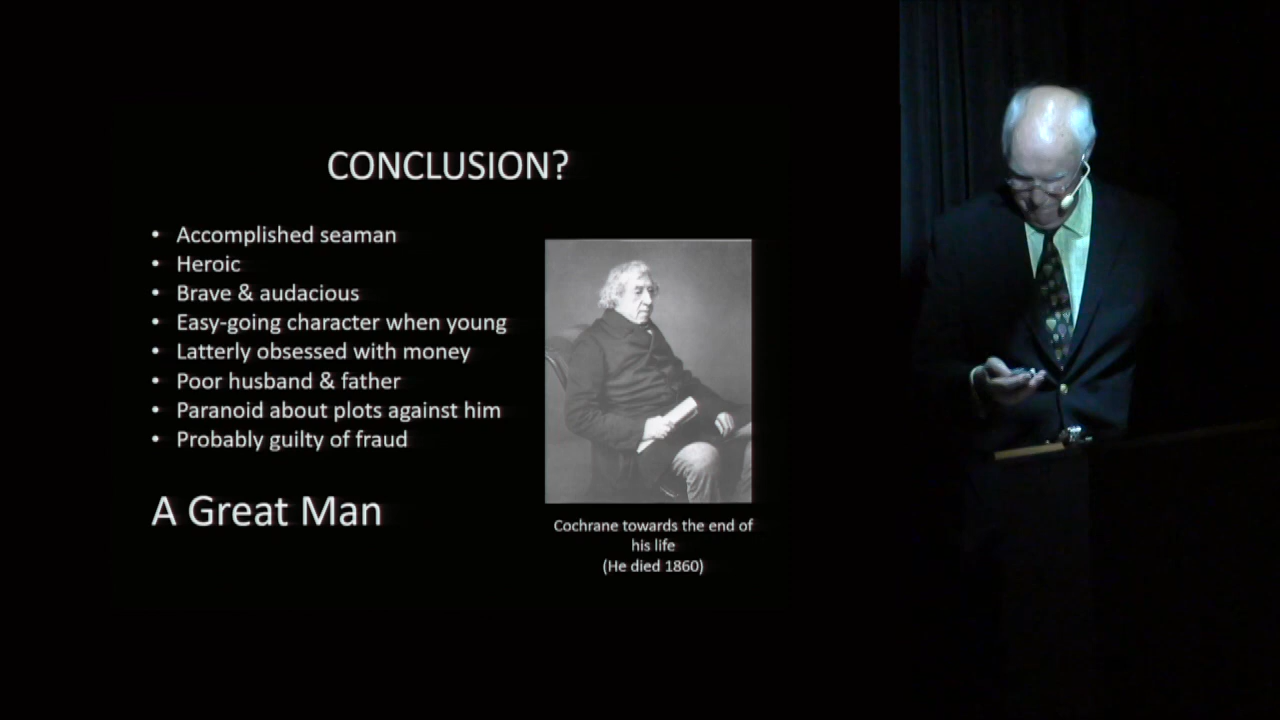 CONCLUSION?
• Accomplished seaman
• Heroic
• Brave & audacious
• Easy-going character when young
• Latterly obsessed with money
• Poor husband & father
• Paranoid about plots against him
• Probably guilty of fraud
A Great Man
Cochrane towards the end of
his life
(He died 1860)